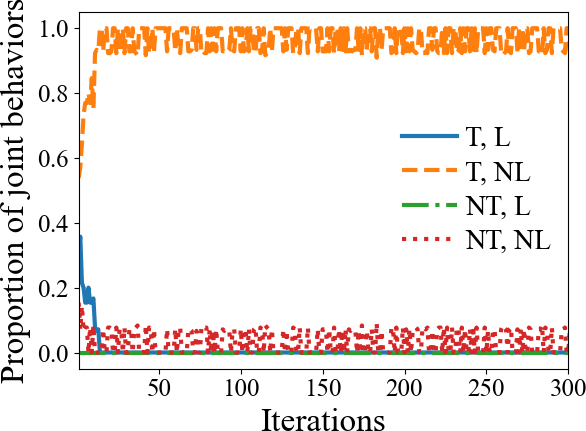 Proportion of joint behaviors
1.0
0.8
0.6
0.4
0.2
0.0
T, L
T, NL
NT, L
NT, NL
50 100 150 200 250 300
Iterations